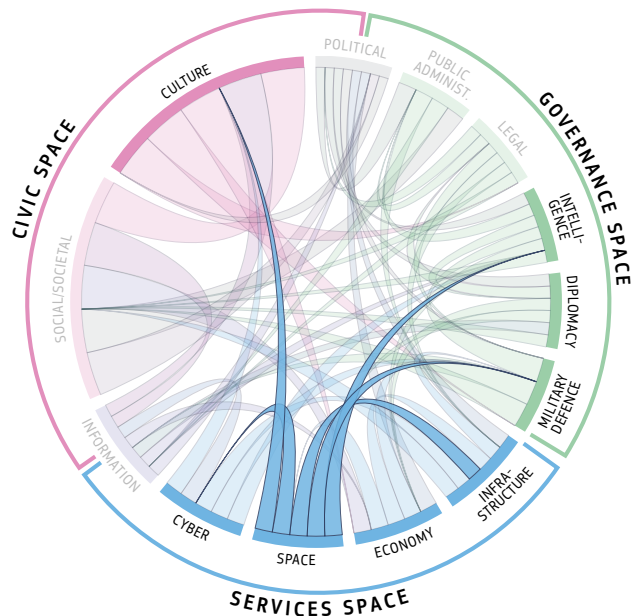 CIVIC SPACE
GOVERNANCE SPACE
SERVICES SPACE
CULTURE
POLITICAL
PUBLIC
ADMINIST.
LEGAL
INTELLI-
GENCE
DIPLOMACY
MILITARY
DEFENCE
INFRA-
STRUCTURE
ECONOMY
SPACE
CYBER
INFORMATION
SOCIAL/SOCIETAL